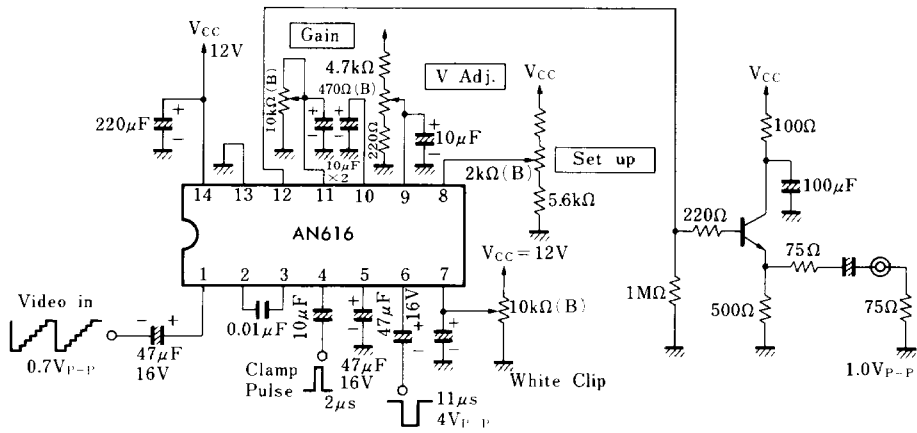 VCC
12V
Gain
4.7kΩ
V Adj.
VCC
VCC
220μF
+
−
10kΩ(B)
470Ω(B)
+
−
+
−
220Ω
+
−
10μF
10μF
×2
2kΩ(B)
Set up
5.6kΩ
100Ω
100μF
14 13 12 11 10 9 8
AN616
1 2 3 4 5 6 7
220Ω
75Ω
VCC=12V
Video in
0.7VP-P
− +
47μF
16V
0.01μF
10μF
+
−
47μF
16V
47μF
16V
+
−
+
−
10kΩ(B)
1MΩ
500Ω
75Ω
Clamp
Pulse
2μs
11μs
4VP-P
White Clip
1.0VP-P